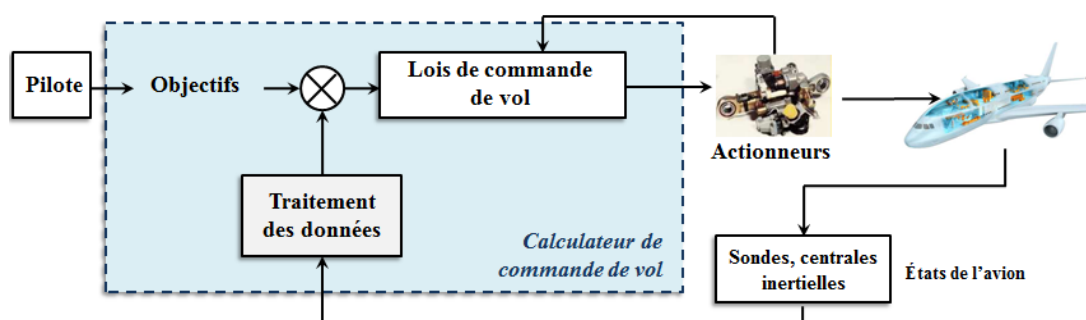 Pilote
Objectifs
Lois de commande
de vol
Actionneurs
Traitement
des données
Calculateur de
commande de vol
Sondes, centrales
inertielles
États de l'avion